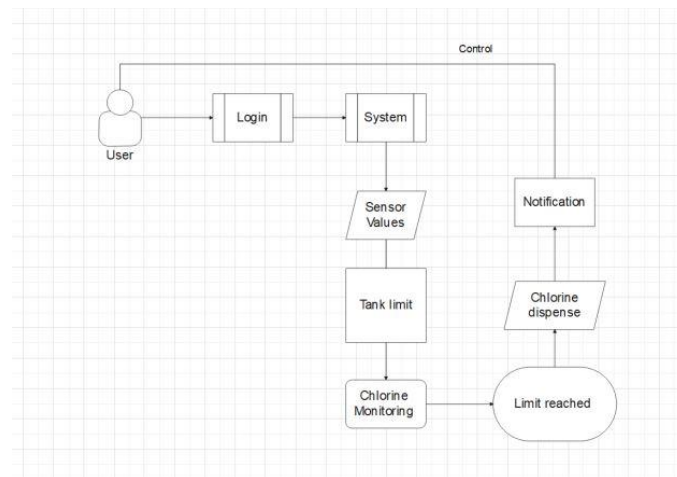 Control
Login
System
User
Sensor
Values
Notification
Tank limit
Chlorine
dispense
Chlorine
Monitoring
Limit reached